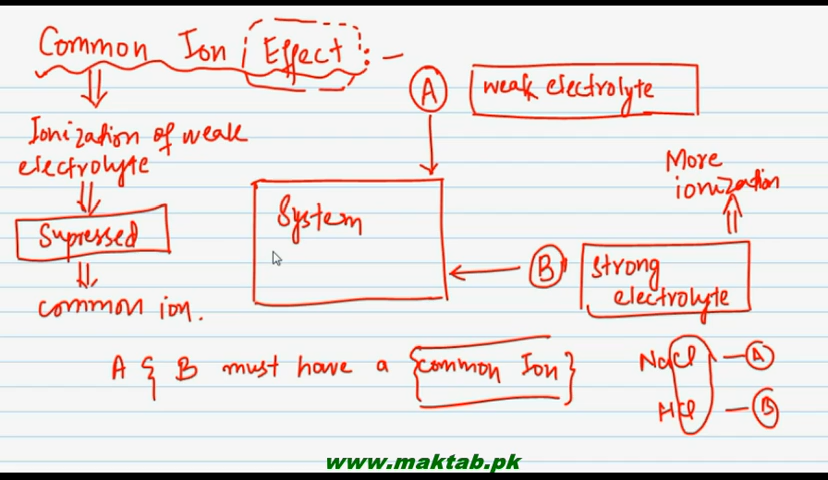 Common Ion Effect : -
A
weak electrolyte
Ionization of weak
electrolyte
More
ionization
System
Supressed
B
strong
electrolyte
common ion.
A & B must have a {common Ion}
NaCl — A
HCl — B
www.maktab.pk